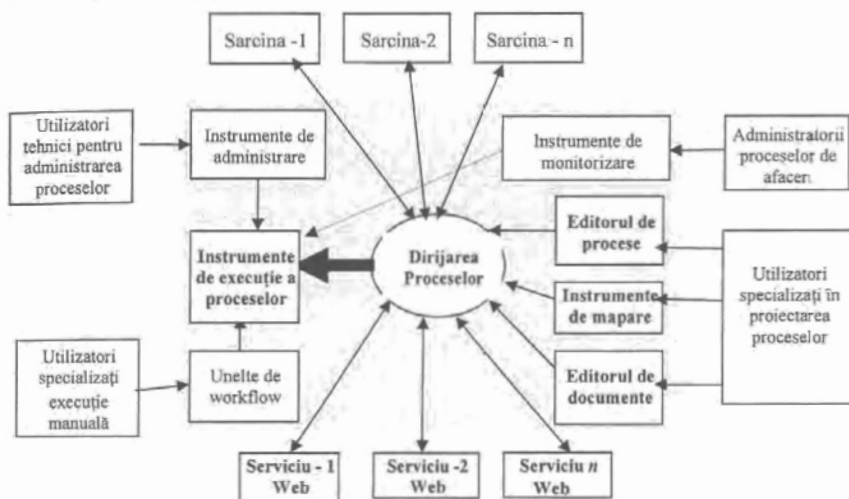 Sarcina -1
Sarcina-2
Sarcina - n
Utilizatori
tehnici pentru
administrarea
proceselor
Instrumente de
administrare
Instrumente de
monitorizare
Administratorii
proceselor de
afaceri
Instrumente
de execuție a
proceselor
Dirijarea
Proceselor
Editorul de
procese
Instrumente
de mapare
Editorul de
documente
Utilizatori
specializați în
proiectarea
proceselor
Utilizatori
specializați
execuție
manuală
Unelte de
workflow
Serviciu - 1
Web
Serviciu -2
Web
Serviciu n
Web